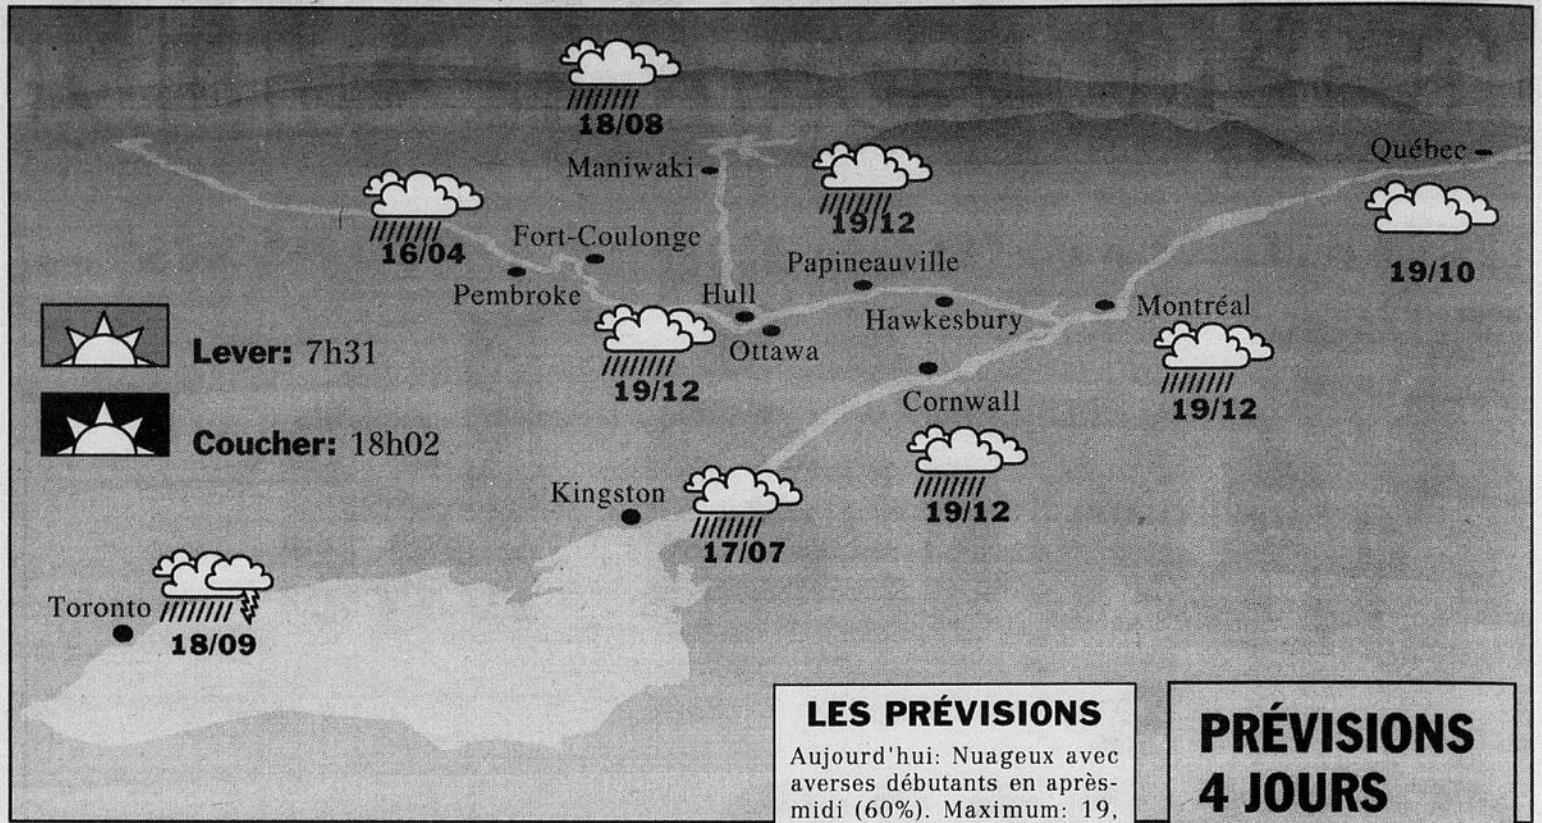 18/08
Maniwaki
Québec
19/12
16/04
Fort-Coulonge
Papineauville
19/10
Pembroke
Hull
Hawkesbury
Montréal
Ottawa
Lever: 7h31
19/12
Cornwall
19/12
Coucher: 18h02
Kingston
19/12
17/07
Toronto
18/09
LES PRÉVISIONS
Aujourd'hui: Nuageux avec
averses débutants en après-
midi (60%). Maximum: 19,
PRÉVISIONS
4 JOURS